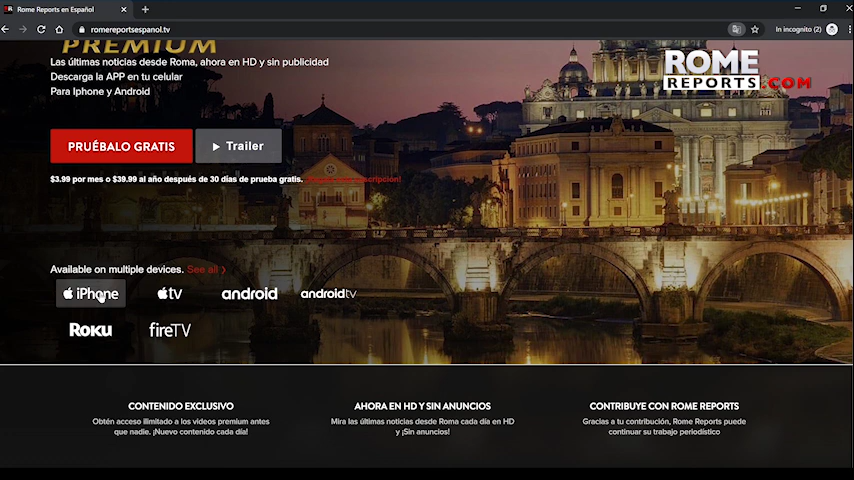 Rome Reports en Español
romereportsespanol.tv
In incognito (2)
PREMIUM
Las últimas noticias desde Roma, ahora en HD y sin publicidad
Descarga la APP en tu celular
Para Iphone y Android
ROME
REPORTS.COM
PRUÉBALO GRATIS
Trailer
$3.99 por mes o $39.99 al año después de 30 días de prueba gratis.
Available on multiple devices. See all
iPhone
tv
android
androidtv
ROKU
fireTV
CONTENIDO EXCLUSIVO
Obtén acceso ilimitado a los videos premium antes
que nadie. ¡Nuevo contenido cada día!
AHORA EN HD Y SIN ANUNCIOS
Mira las últimas noticias desde Roma cada día en HD
y ¡Sin anuncios!
CONTRIBUYE CON ROME REPORTS
Gracias a tu contribución, Rome Reports puede
continuar su trabajo periodístico